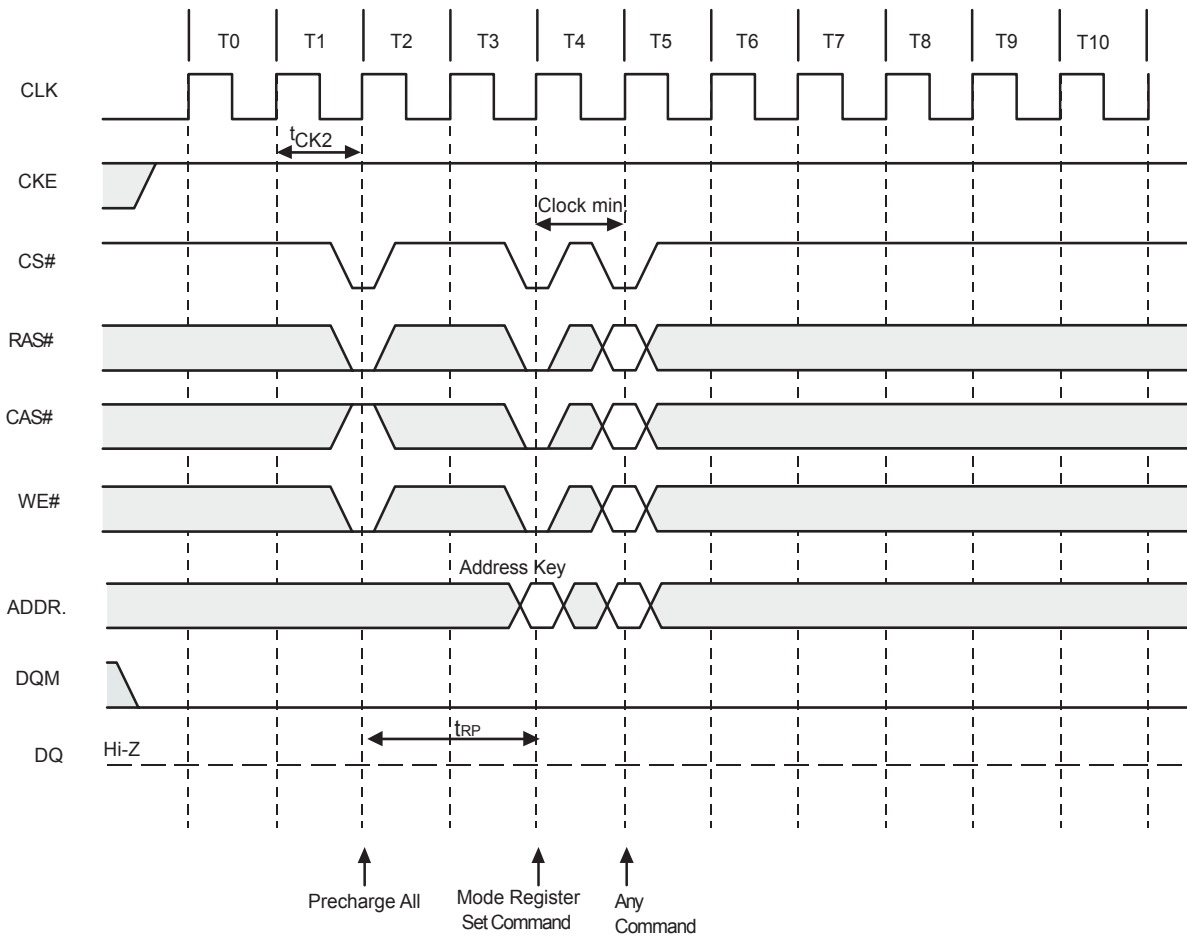 T0 T1 T2 T3 T4 T5 T6 T7 T8 T9 T10
CLK
tCK2
CKE
Clock min.
CS#
RAS#
CAS#
WE#
Address Key
ADDR.
DQM
tRP
DQ
Hi-Z
Precharge All
Mode Register
Set Command
Any
Command